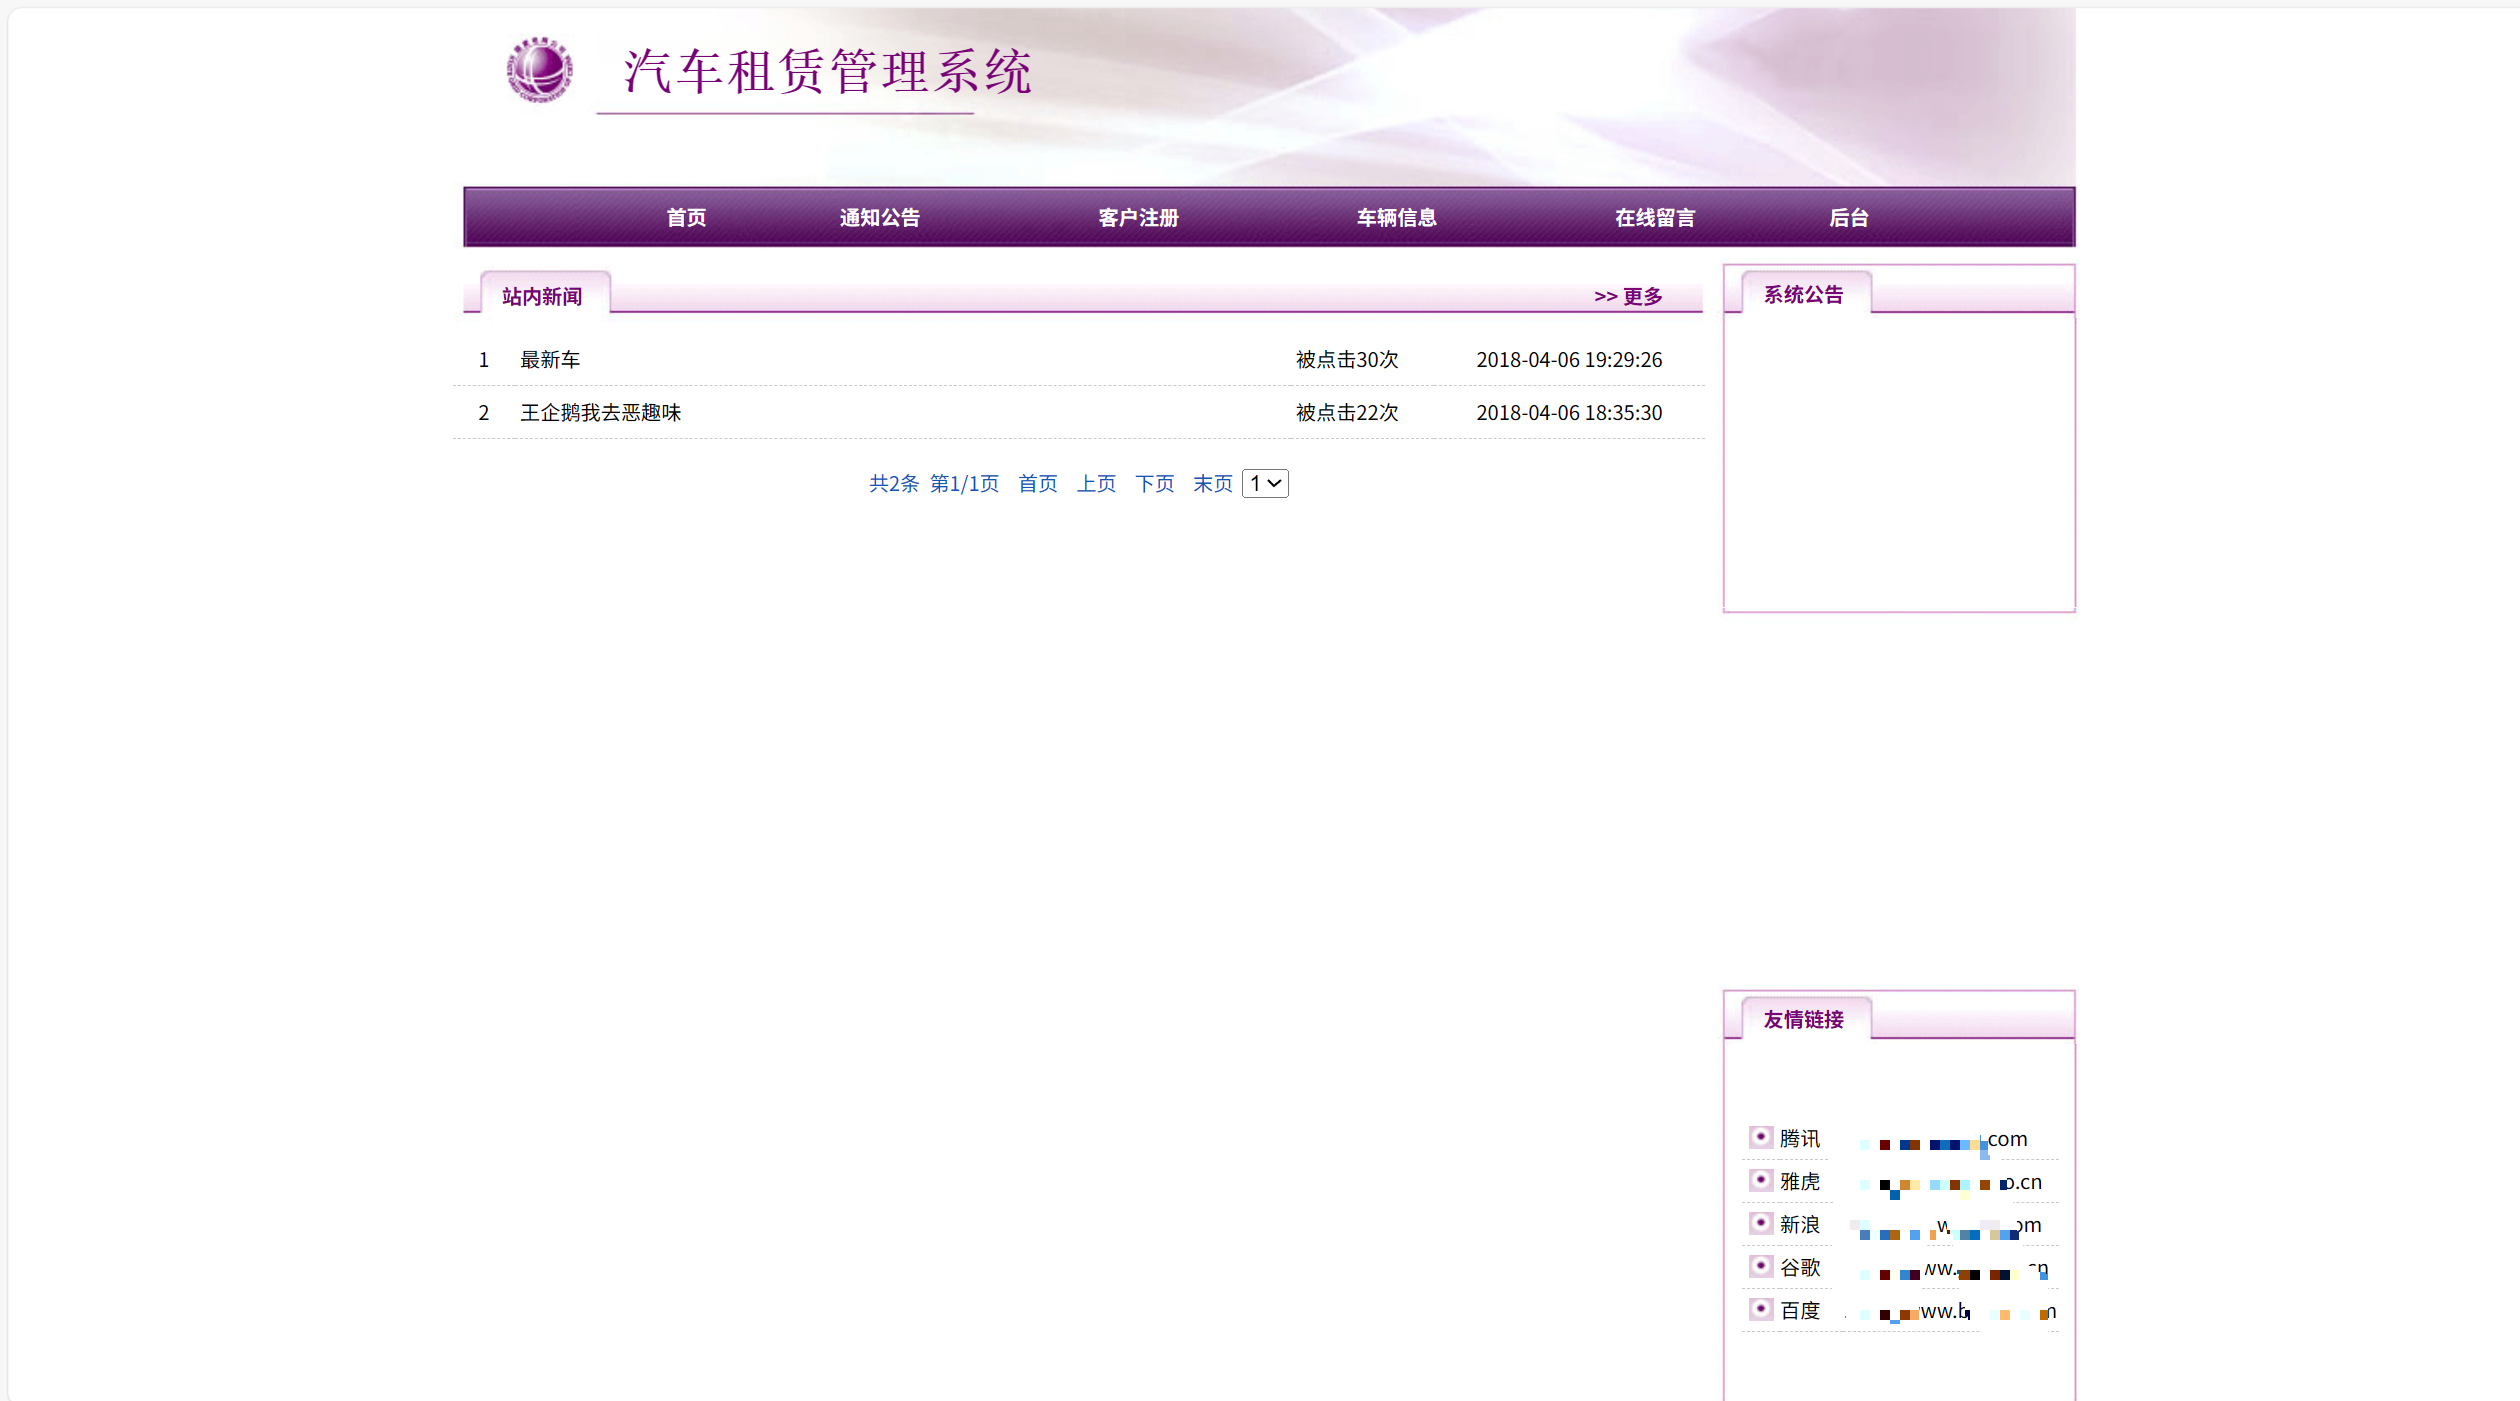 汽车租赁管理系统
首页 通知公告 客户注册 车辆信息 在线留言 后台
站内新闻 >> 更多
1 最新车 被点击30次 2018-04-06 19:29:26
2 王企鹅我去恶趣味 被点击22次 2018-04-06 18:35:30
共2条 第1/1页 首页 上页 下页 末页 1
系统公告
友情链接
腾讯 com
雅虎 .cn
新浪
谷歌
百度